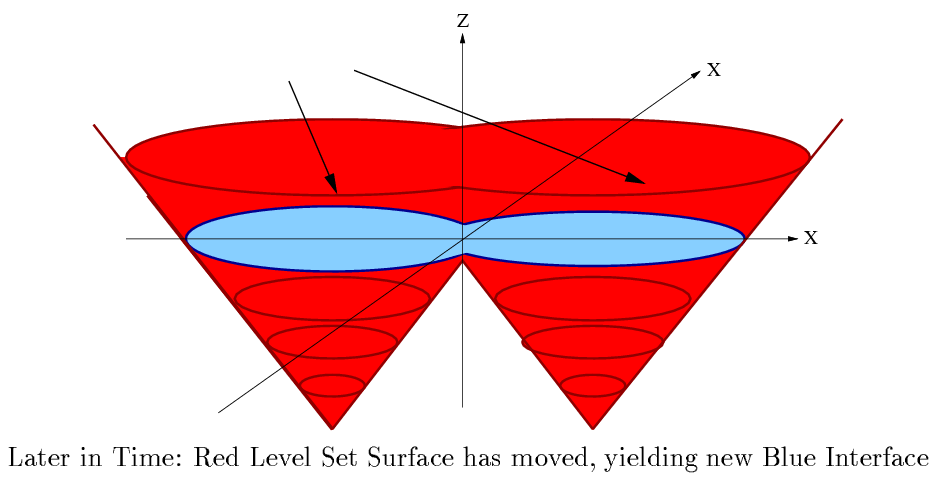 Z
X
X
Later in Time: Red Level Set Surface has moved, yielding new Blue Interface